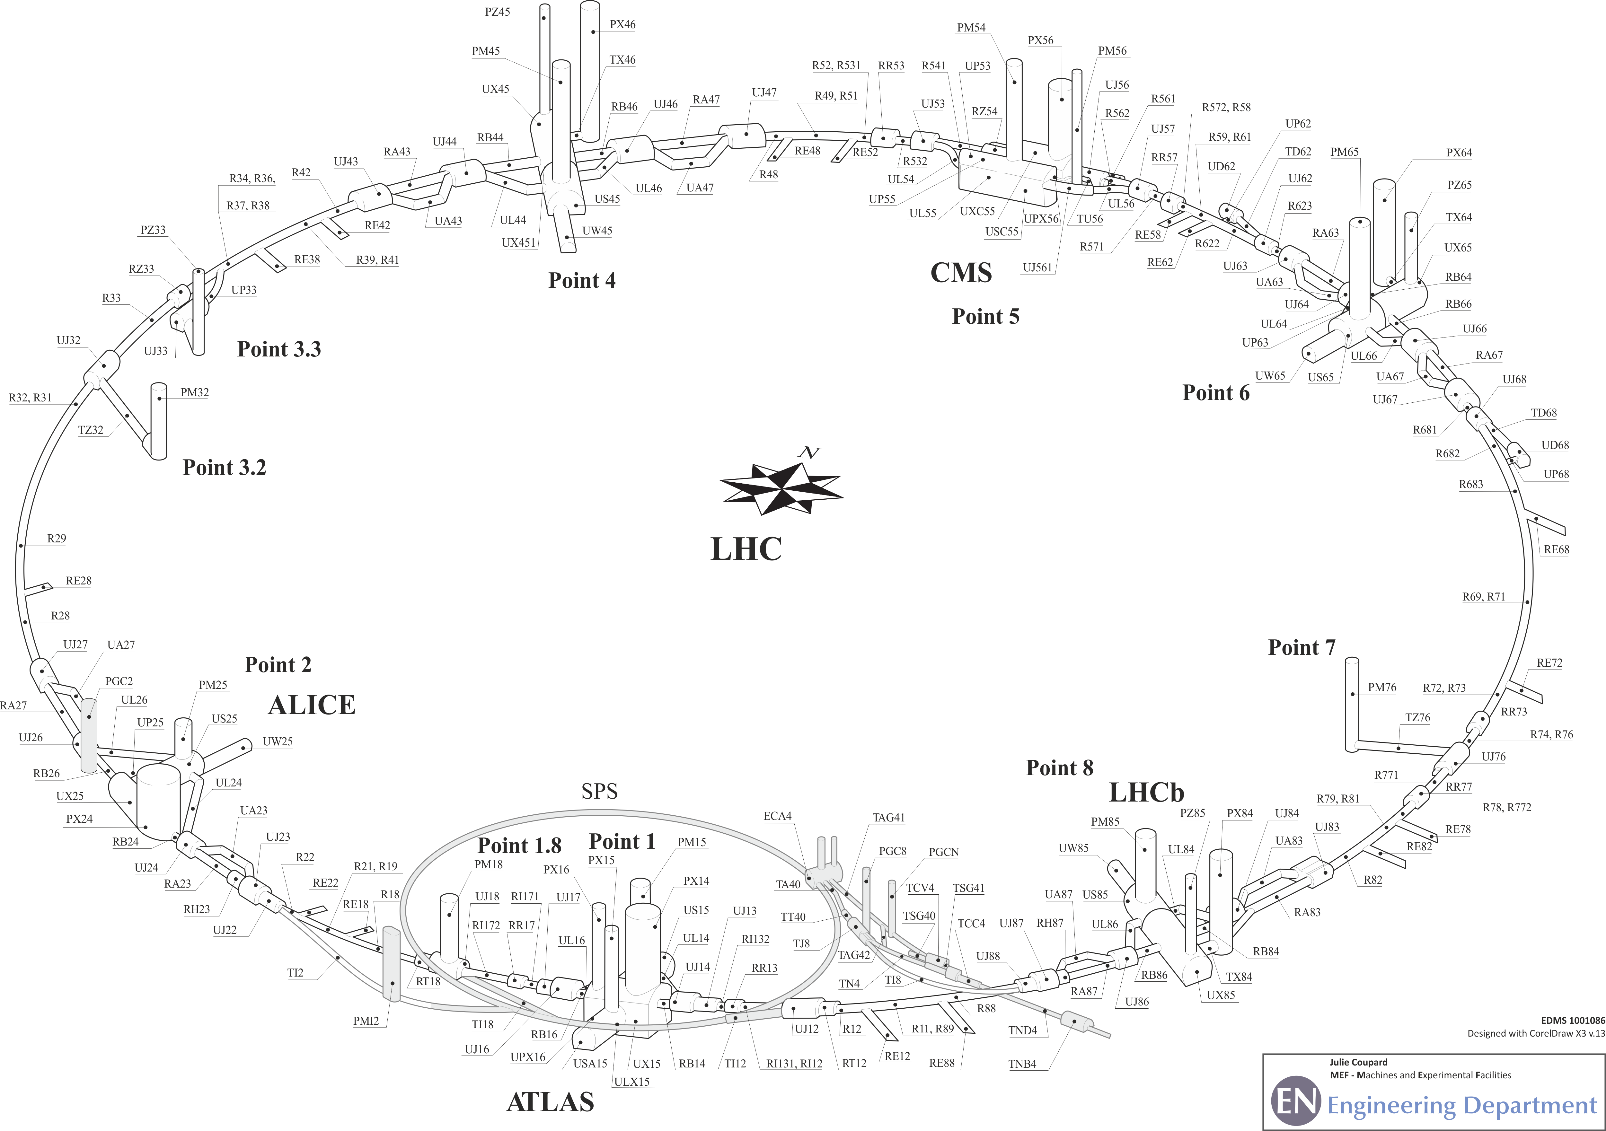 PZ45
PX46
PM45
TX46
UX45
RB46
UJ46
RA47
UJ47
R52, R531
RR53
R541
UP53
PM54
PX56
PM56
R49, R51
UJ53
RZ54
UJ56
R562
R561
UJ57
R572, R58
R59, R61
UP62
TD62
UD62
UJ62
R623
PM65
PX64
PZ65
TX64
UX65
RB64
RB66
UJ66
RA67
UJ68
TD68
UD68
UP68
UJ44
RB44
RA43
UJ43
R42
R34, R36,
R37, R38
PZ33
RZ33
R33
UJ32
UJ33
UP33
RE38
R39, R41
RE42
UA43
UL44
UX451
UW45
US45
UL46
UA47
R48
RE48
RE52
R532
UL54
UP55
UL55
UXC55
USC55
UPX56
UJ561
TU56
UL56
RR57
R571
RE58
RE62
R622
UJ63
RA63
UA63
UJ64
UL64
UP63
UW65
US65
UL66
UA67
UJ67
R681
R682
R683
RE68
Point 4
CMS
Point 5
Point 3.3
Point 6
R32, R31
TZ32
PM32
Point 3.2
N
LHC
R29
RE28
R28
R69, R71
UJ27
UA27
PGC2
Point 2
ALICE
RA27
UL26
PM25
UP25
US25
UJ26
UW25
RB26
UX25
PX24
UL24
RB24
UA23
UJ24
UJ23
RA23
RH23
UJ22
R22
RE22
R21, R19
RE18
R18
TI2
PMI2
Point 7
RE72
PM76
R72, R73
RR73
TZ76
R74, R76
UJ76
R771
RR77
R79, R81
R78, R772
RE78
RE82
R82
Point 8
LHCb
PM85
PZ85
PX84
UJ84
UJ83
UW85
UL84
UA83
UA87
US85
UL86
RA83
RB84
TX84
UX85
RB86
UJ86
RA87
RH87
UJ87
UJ88
R88
SPS
Point 1.8
Point 1
PM18
PX16
PX15
PM15
PX14
ECA4
TAG41
PGC8
PGCN
TA40
TCV4
TSG41
TT40
TSG40
TCC4
TJ8
TAG42
TN4
TI8
UJ18
RI171
UJ17
RI172
RR17
UL16
US15
UJ13
UL14
RI132
UJ14
RR13
RT18
TI18
UJ16
RB16
UPX16
USA15
ULX15
UX15
RB14
TI12
RI131, RI12
UJ12
RT12
R12
RE12
R11, R89
RE88
TND4
TNB4
ATLAS
EDMS 1001086
Designed with CorelDraw X3 v.13
Julie Coupard
MEF - Machines and Experimental Facilities
EN Engineering Department